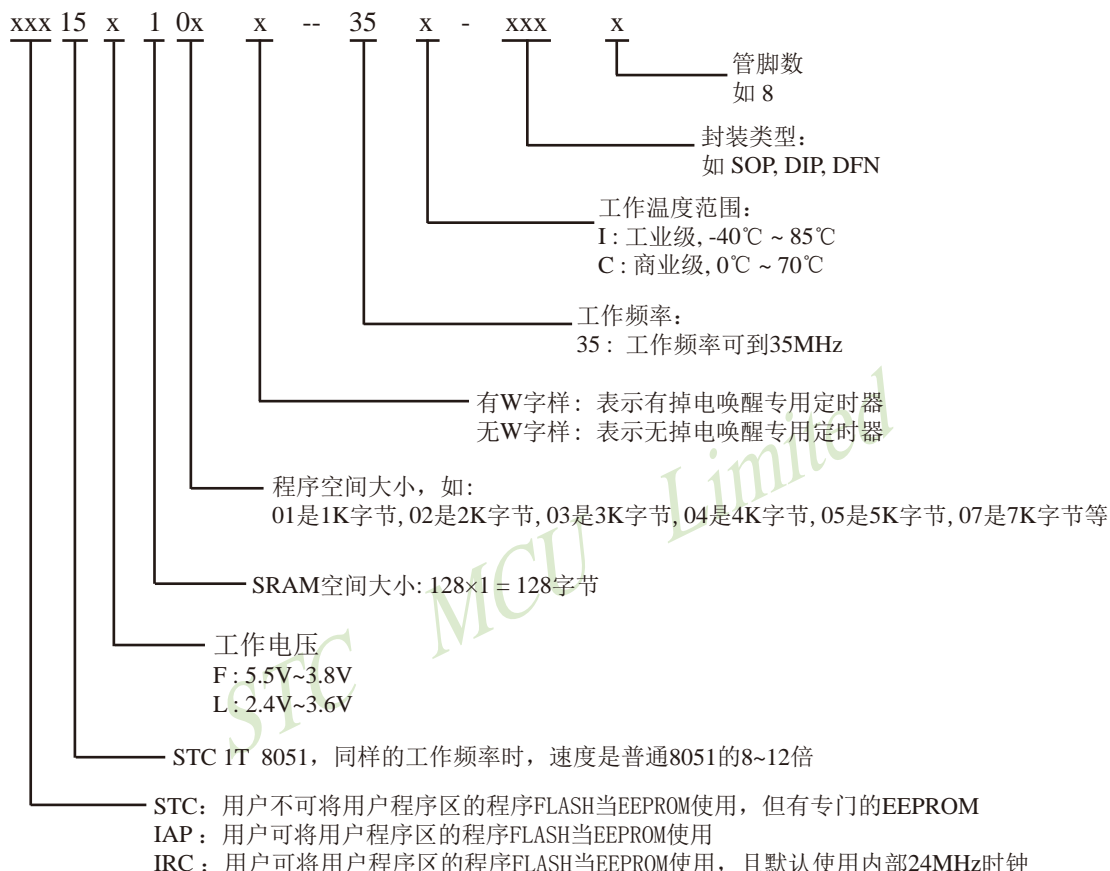 xxx 15 x 1 0x x -- 35 x - xxx x
管脚数
如 8
封装类型：
如 SOP, DIP, DFN
工作温度范围：
I : 工业级, -40℃ ~ 85℃
C : 商业级, 0℃ ~ 70℃
工作频率：
35 : 工作频率可到35MHz
有W字样：表示有掉电唤醒专用定时器
无W字样：表示无掉电唤醒专用定时器
程序空间大小，如:
01是1K字节, 02是2K字节, 03是3K字节, 04是4K字节, 05是5K字节, 07是7K字节等
SRAM空间大小: 128×1 = 128字节
工作电压
F : 5.5V~3.8V
L : 2.4V~3.6V
STC 1T 8051，同样的工作频率时，速度是普通8051的8~12倍
STC：用户不可将用户程序区的程序FLASH当EEPROM使用，但有专门的EEPROM
IAP：用户可将用户程序区的程序FLASH当EEPROM使用
IRC：用户可将用户程序区的程序FLASH当EEPROM使用，且默认使用内部24MHz时钟
STC MCU Limited